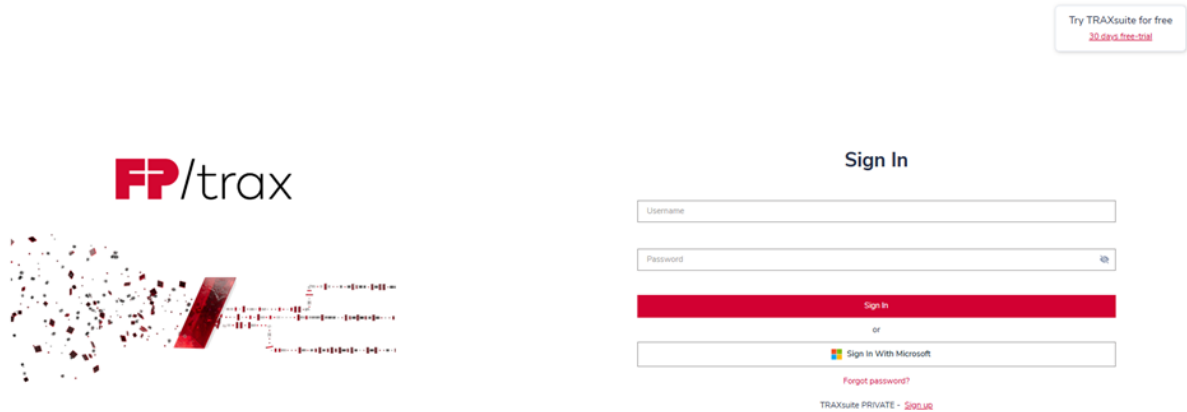 Try TRAXsuite for free
30 days free-trial
FP/trax
Sign In
Username
Password
Sign In
or
Sign In With Microsoft
Forgot password?
TRAXsuite PRIVATE - Sign up